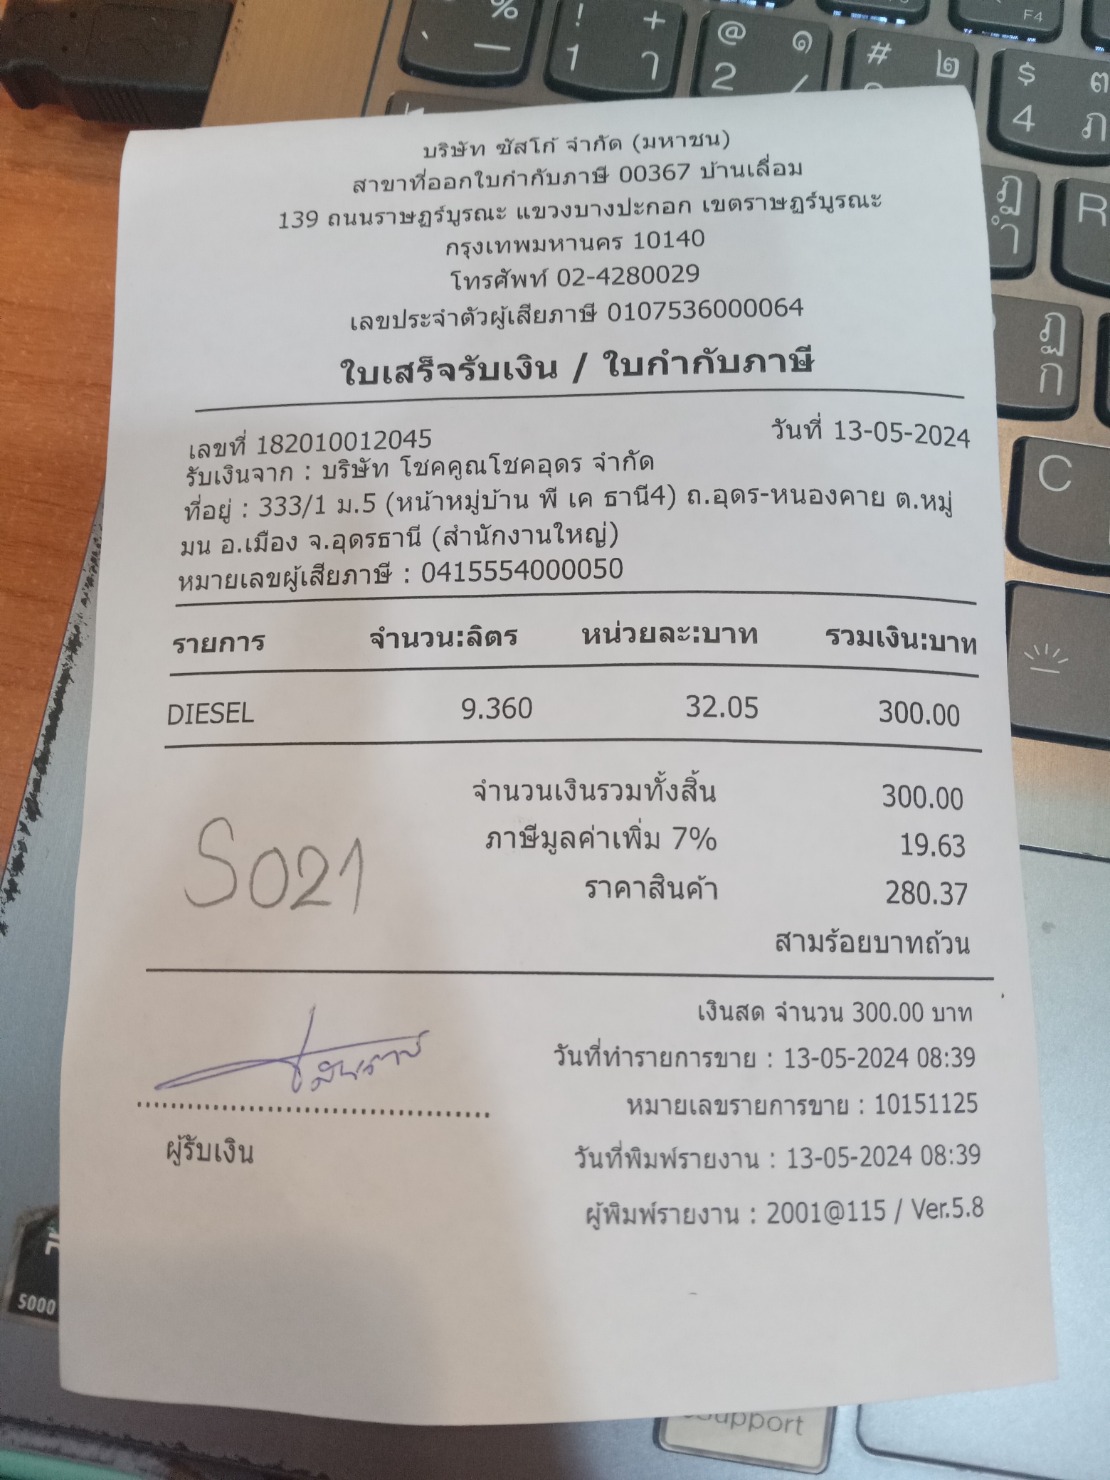 บริษัท ซัสโก้ จำกัด (มหาชน)
สาขาที่ออกใบกำกับภาษี 00367 บ้านเลื่อม
139 ถนนราษฎร์บูรณะ แขวงบางปะกอก เขตราษฎร์บูรณะ
กรุงเทพมหานคร 10140
โทรศัพท์ 02-4280029
เลขประจำตัวผู้เสียภาษี 0107536000064
ใบเสร็จรับเงิน / ใบกำกับภาษี
เลขที่ 182010012045 วันที่ 13-05-2024
รับเงินจาก : บริษัท โชคคูณโชคอุดร จำกัด
ที่อยู่ : 333/1 ม.5 (หน้าหมู่บ้าน พี เค ธานี4) ถ.อุดร-หนองคาย ต.หมู
มน อ.เมือง จ.อุดรธานี (สำนักงานใหญ่)
หมายเลขผู้เสียภาษี : 0415554000050
รายการ จำนวน:ลิตร หน่วยละ:บาท รวมเงิน:บาท
DIESEL 9.360 32.05 300.00
จำนวนเงินรวมทั้งสิ้น 300.00
ภาษีมูลค่าเพิ่ม 7% 19.63
S021
ราคาสินค้า 280.37
สามร้อยบาทถ้วน
เงินสด จำนวน 300.00 บาท
วันที่ทำรายการขาย : 13-05-2024 08:39
หมายเลขรายการขาย : 10151125
ผู้รับเงิน
วันที่พิมพ์รายงาน : 13-05-2024 08:39
ผู้พิมพ์รายงาน : 2001@115 / Ver.5.8
5000
Support